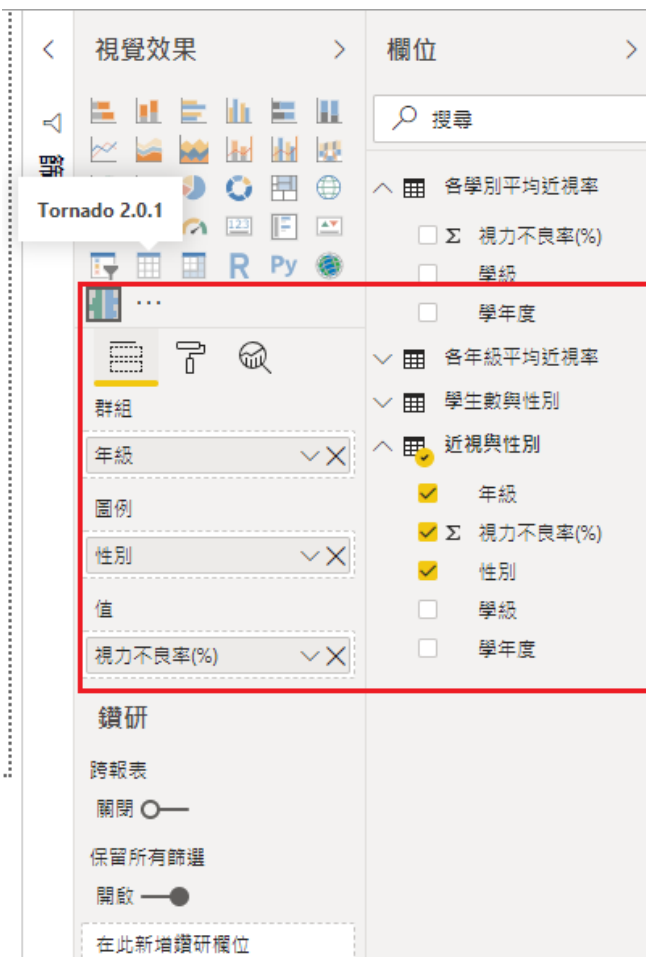 視覺效果
欄位
搜尋
Tornado 2.0.1
123
R
Py
各學別平均近視率
Σ 視力不良率(%)
學級
學年度
各年級平均近視率
學生數與性別
近視與性別
年級
Σ 視力不良率(%)
性別
學級
學年度
...
群組
年級
圖例
性別
值
視力不良率(%)
鑽研
跨報表
關閉
保留所有篩選
開啟
在此新增鑽研欄位